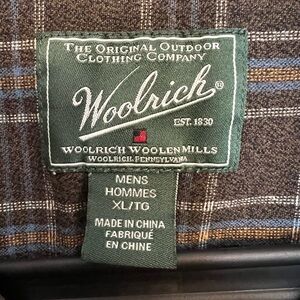 THE ORIGINAL OUTDOOR
CLOTHING COMPANY
Woolrich®
EST. 1830
WOOLRICH WOOLEN MILLS
WOOLRICH, PENNSYLVANIA
MENS
HOMMES
XL/TG
MADE IN CHINA
FABRIQUÉ
EN CHINE